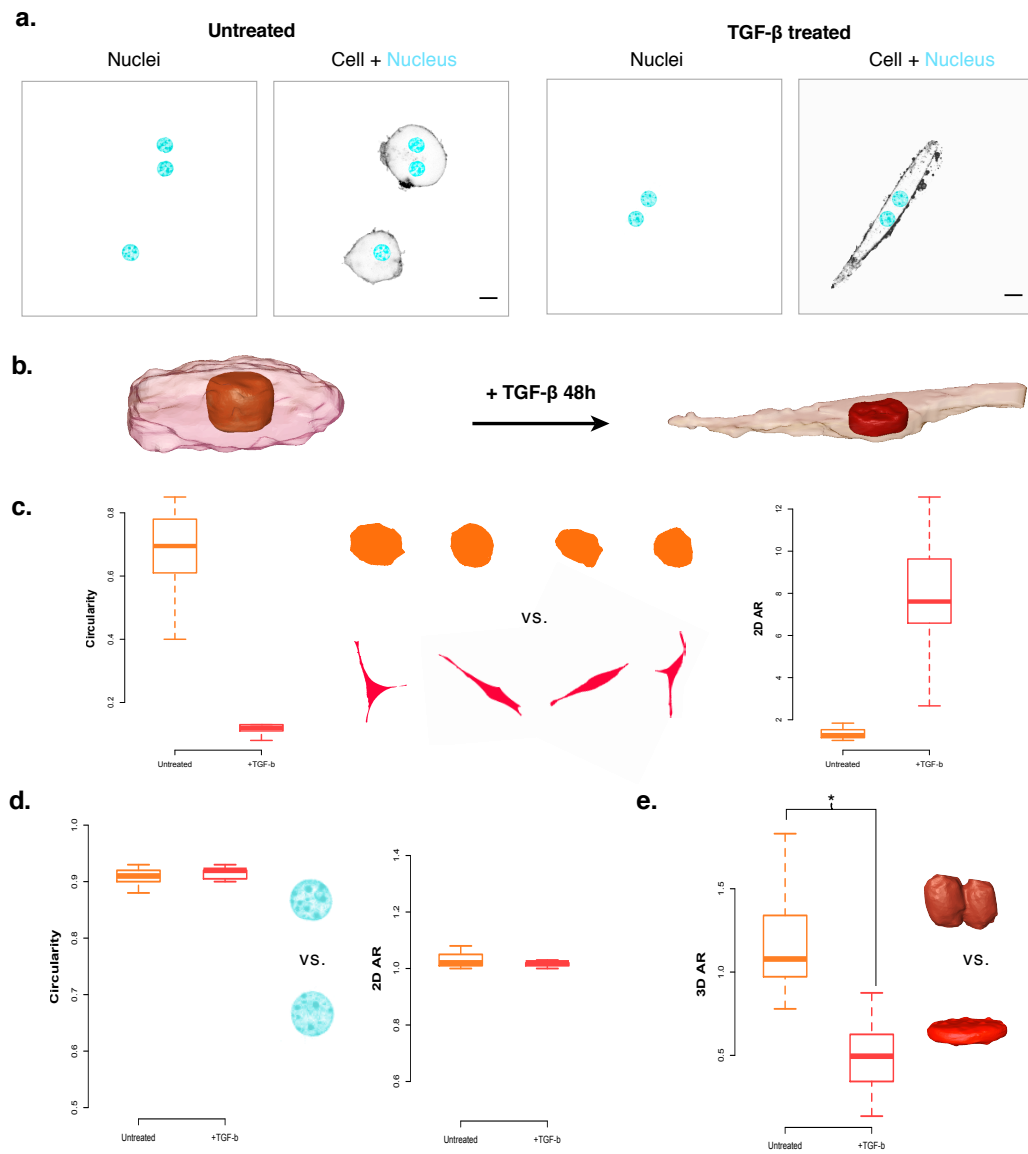 a.
Untreated
TGF-β treated
Nuclei
Cell + Nucleus
Nuclei
Cell + Nucleus
b.
+ TGF-β 48h
c.
Circularity
0.2 0.4 0.6 0.8
Untreated +TGF-b
vs.
2D AR
2 4 6 8 10 12
Untreated +TGF-b
d.
Circularity
0.5 0.6 0.7 0.8 0.9 1.0
Untreated +TGF-b
vs.
2D AR
0.6 0.8 1.0 1.2 1.4
Untreated +TGF-b
e.
*
3D AR
0.5 1.0 1.5
Untreated +TGF-b
vs.